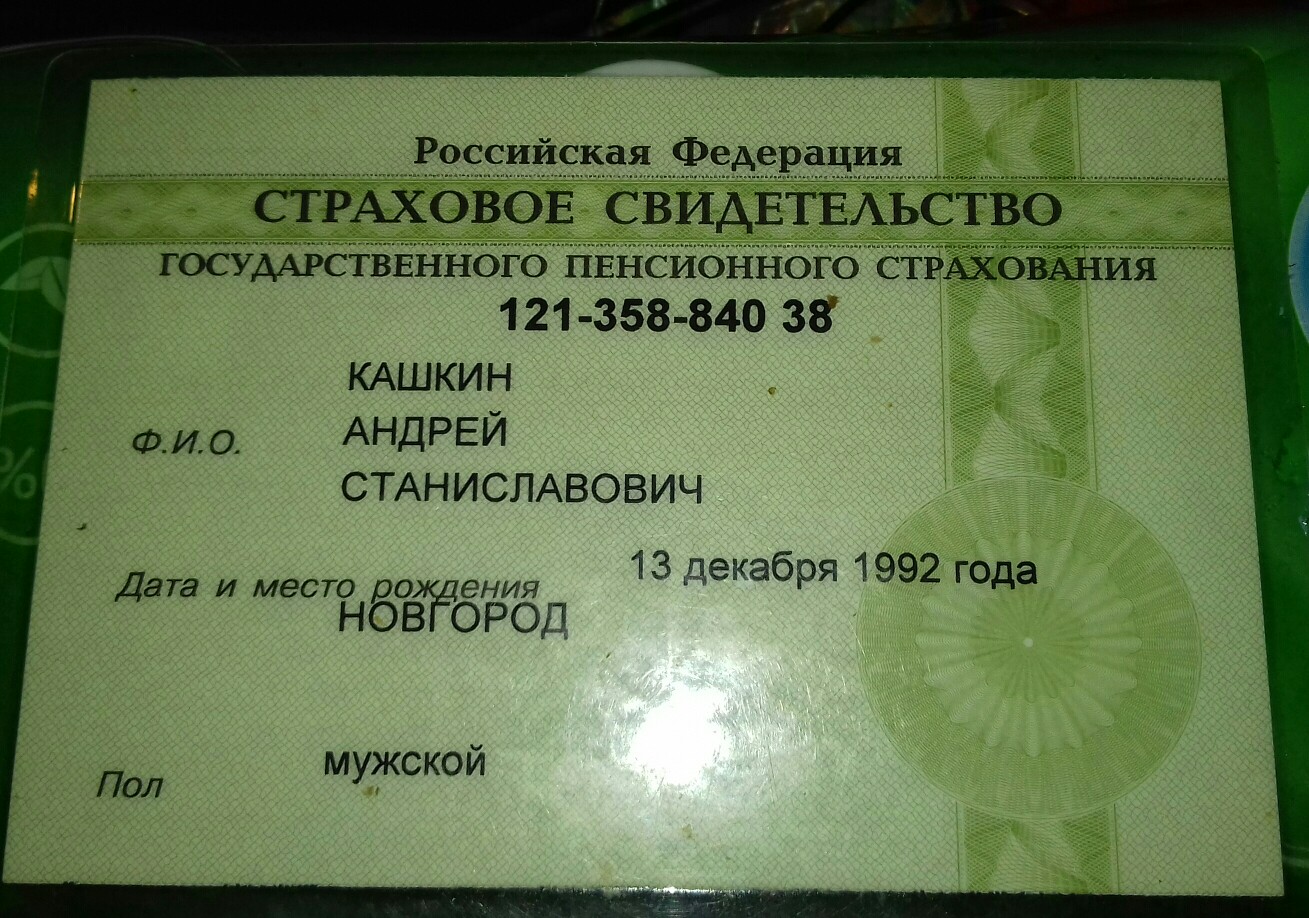 Российская Федерация
СТРАХОВОЕ СВИДЕТЕЛЬСТВО
ГОСУДАРСТВЕННОГО ПЕНСИОННОГО СТРАХОВАНИЯ
121-358-840 38
КАШКИН
Ф.И.О. АНДРЕЙ
СТАНИСЛАВОВИЧ
Дата и место рождения 13 декабря 1992 года
НОВГОРОД
Пол мужской
%